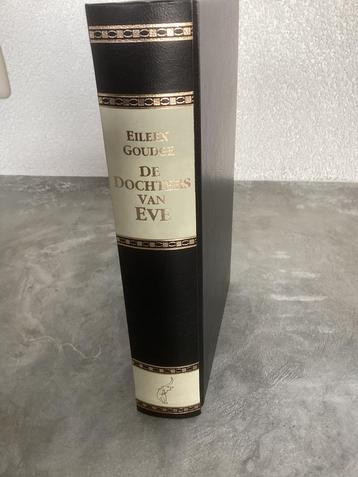 EILEEN
GOUDGE
DE
DOCHTERS
VAN
EVE